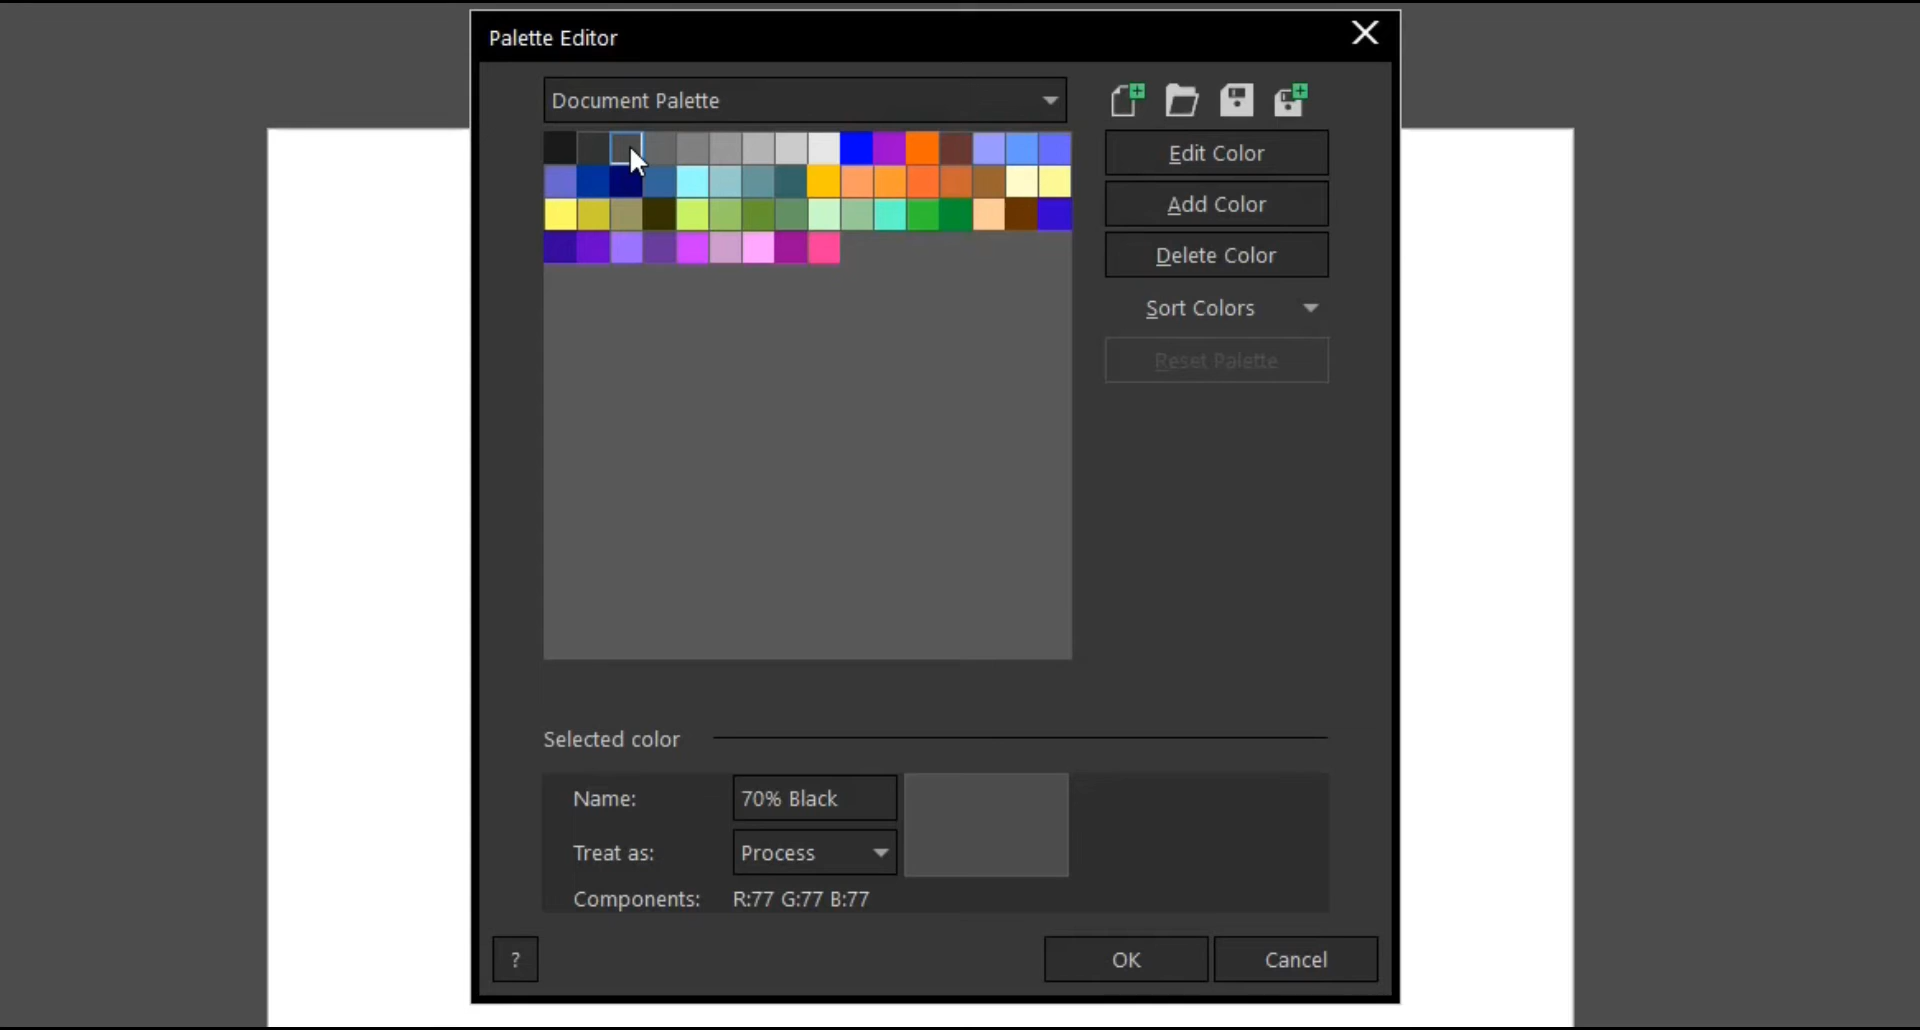 Palette Editor
Document Palette
Edit Color
Add Color
Delete Color
Sort Colors
Reset Palette
Selected color
Name: 70% Black
Treat as: Process
Components: R:77 G:77 B:77
? OK Cancel